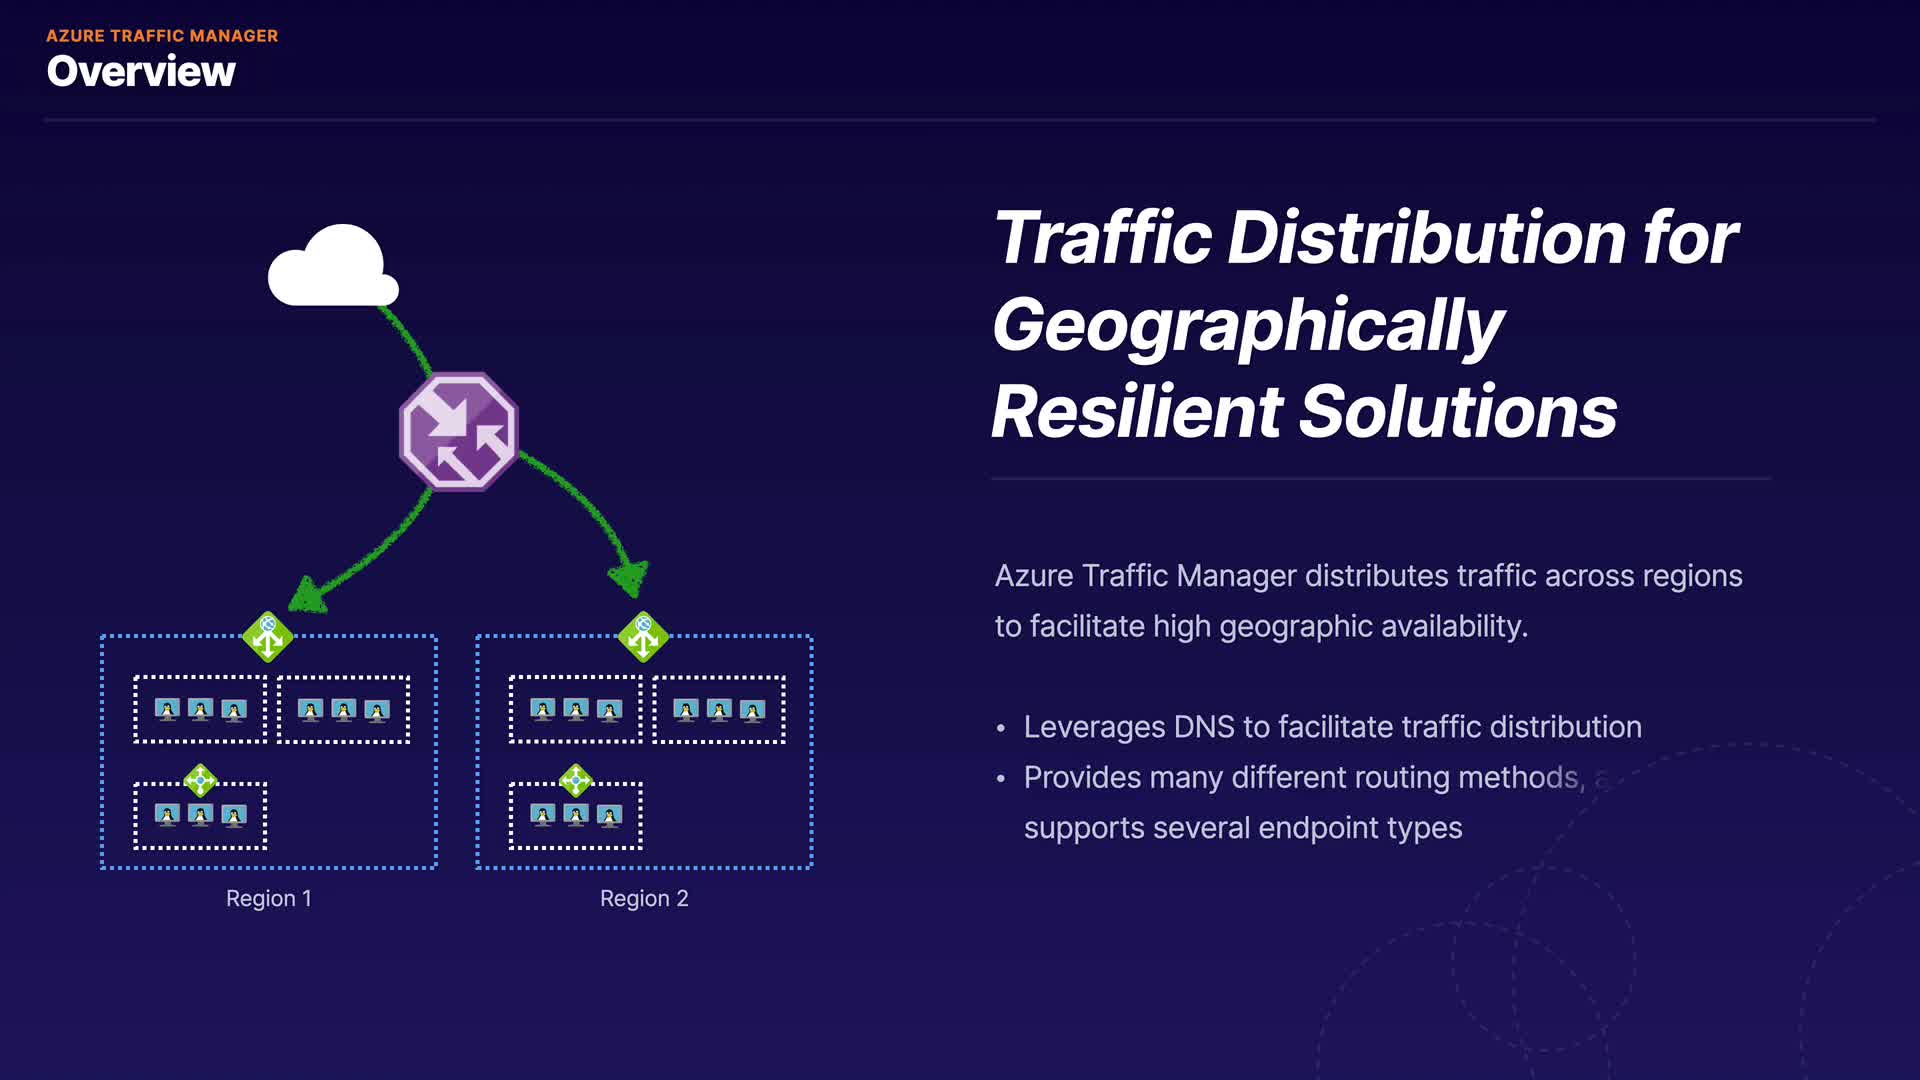 AZURE TRAFFIC MANAGER
Overview
Traffic Distribution for
Geographically
Resilient Solutions
Azure Traffic Manager distributes traffic across regions
to facilitate high geographic availability.
• Leverages DNS to facilitate traffic distribution
• Provides many different routing methods,
supports several endpoint types
Region 1
Region 2